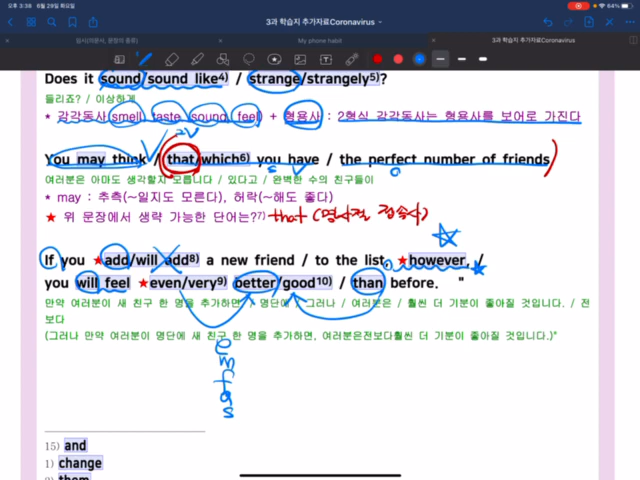 오후 3:38 6월 29일 화요일
64%
3과 학습지 추가자료Coronavirus
임시(의문사, 문장의 종류)
My phone habit
3과 학습지 추가자료Coronavirus
Does it sound/sound like4) / strange/strangely5)?
들리죠? / 이상하게
* 감각동사 smell taste sound feel + 형용사 : 2형식 감각동사는 형용사를 보어로 가진다
You may think / that/which6) you have / the perfect number of friends
여러분은 아마도 생각할지 모릅니다 / 있다고 / 완벽한 수의 친구들이
* may : 추측(~일지도 모른다), 허락(~해도 좋다)
★ 위 문장에서 생략 가능한 단어는?7) that (명사절 접속사)
If you ★add/will add8) a new friend / to the list, ★however, /
you will feel ★even/very9) better/good10) / than before. "
만약 여러분이 새 친구 한 명을 추가하면 / 명단에 / 그러나 / 여러분은 / 훨씬 더 기분이 좋아질 것입니다. / 전
보다
(그러나 만약 여러분이 명단에 새 친구 한 명을 추가하면, 여러분은전보다훨씬 더 기분이 좋아질 것입니다.)"
e
m
f
a
s
15) and
1) change
2) them